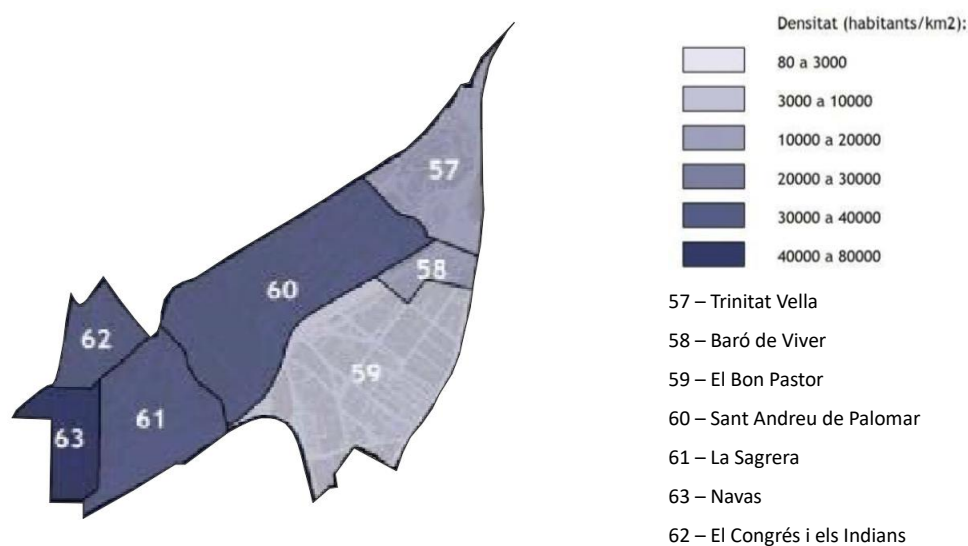 57
58
60
62
59
61
63
Densitat (habitants/km2):
80 a 3000
3000 a 10000
10000 a 20000
20000 a 30000
30000 a 40000
40000 a 80000
57 – Trinitat Vella
58 – Baró de Viver
59 – El Bon Pastor
60 – Sant Andreu de Palomar
61 – La Sagrera
63 – Navas
62 – El Congrés i els Indians